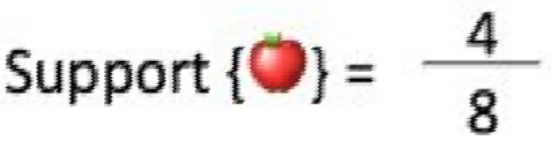 Support {🍎} = 4/8